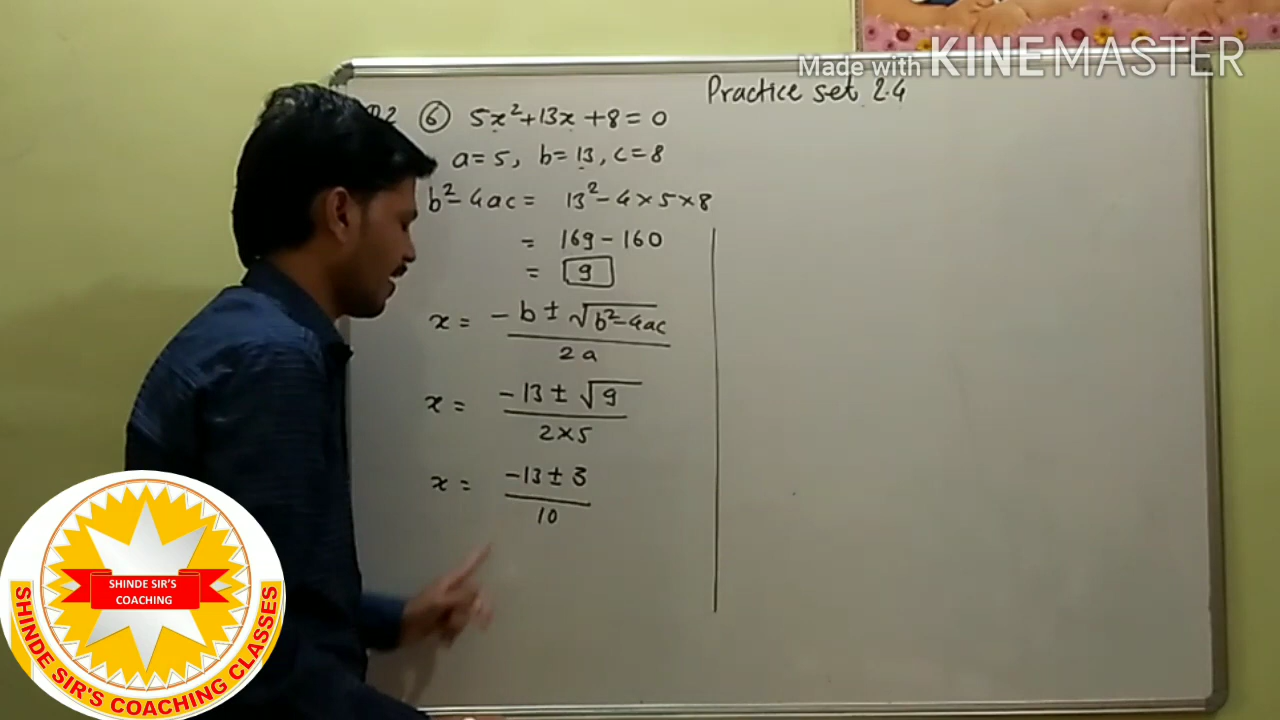 Made with KINEMASTER
Practice set 2.4
Q2 ⑥ 5x²+13x+8=0
a=5, b=13, c=8
b²-4ac= 13²-4×5×8
= 169-160
= 9
x= -b±√b²-4ac
2a
x= -13±√9
2×5
x= -13±3
10
SHINDE SIR'S
COACHING
SHINDE SIR'S COACHING CLASSES